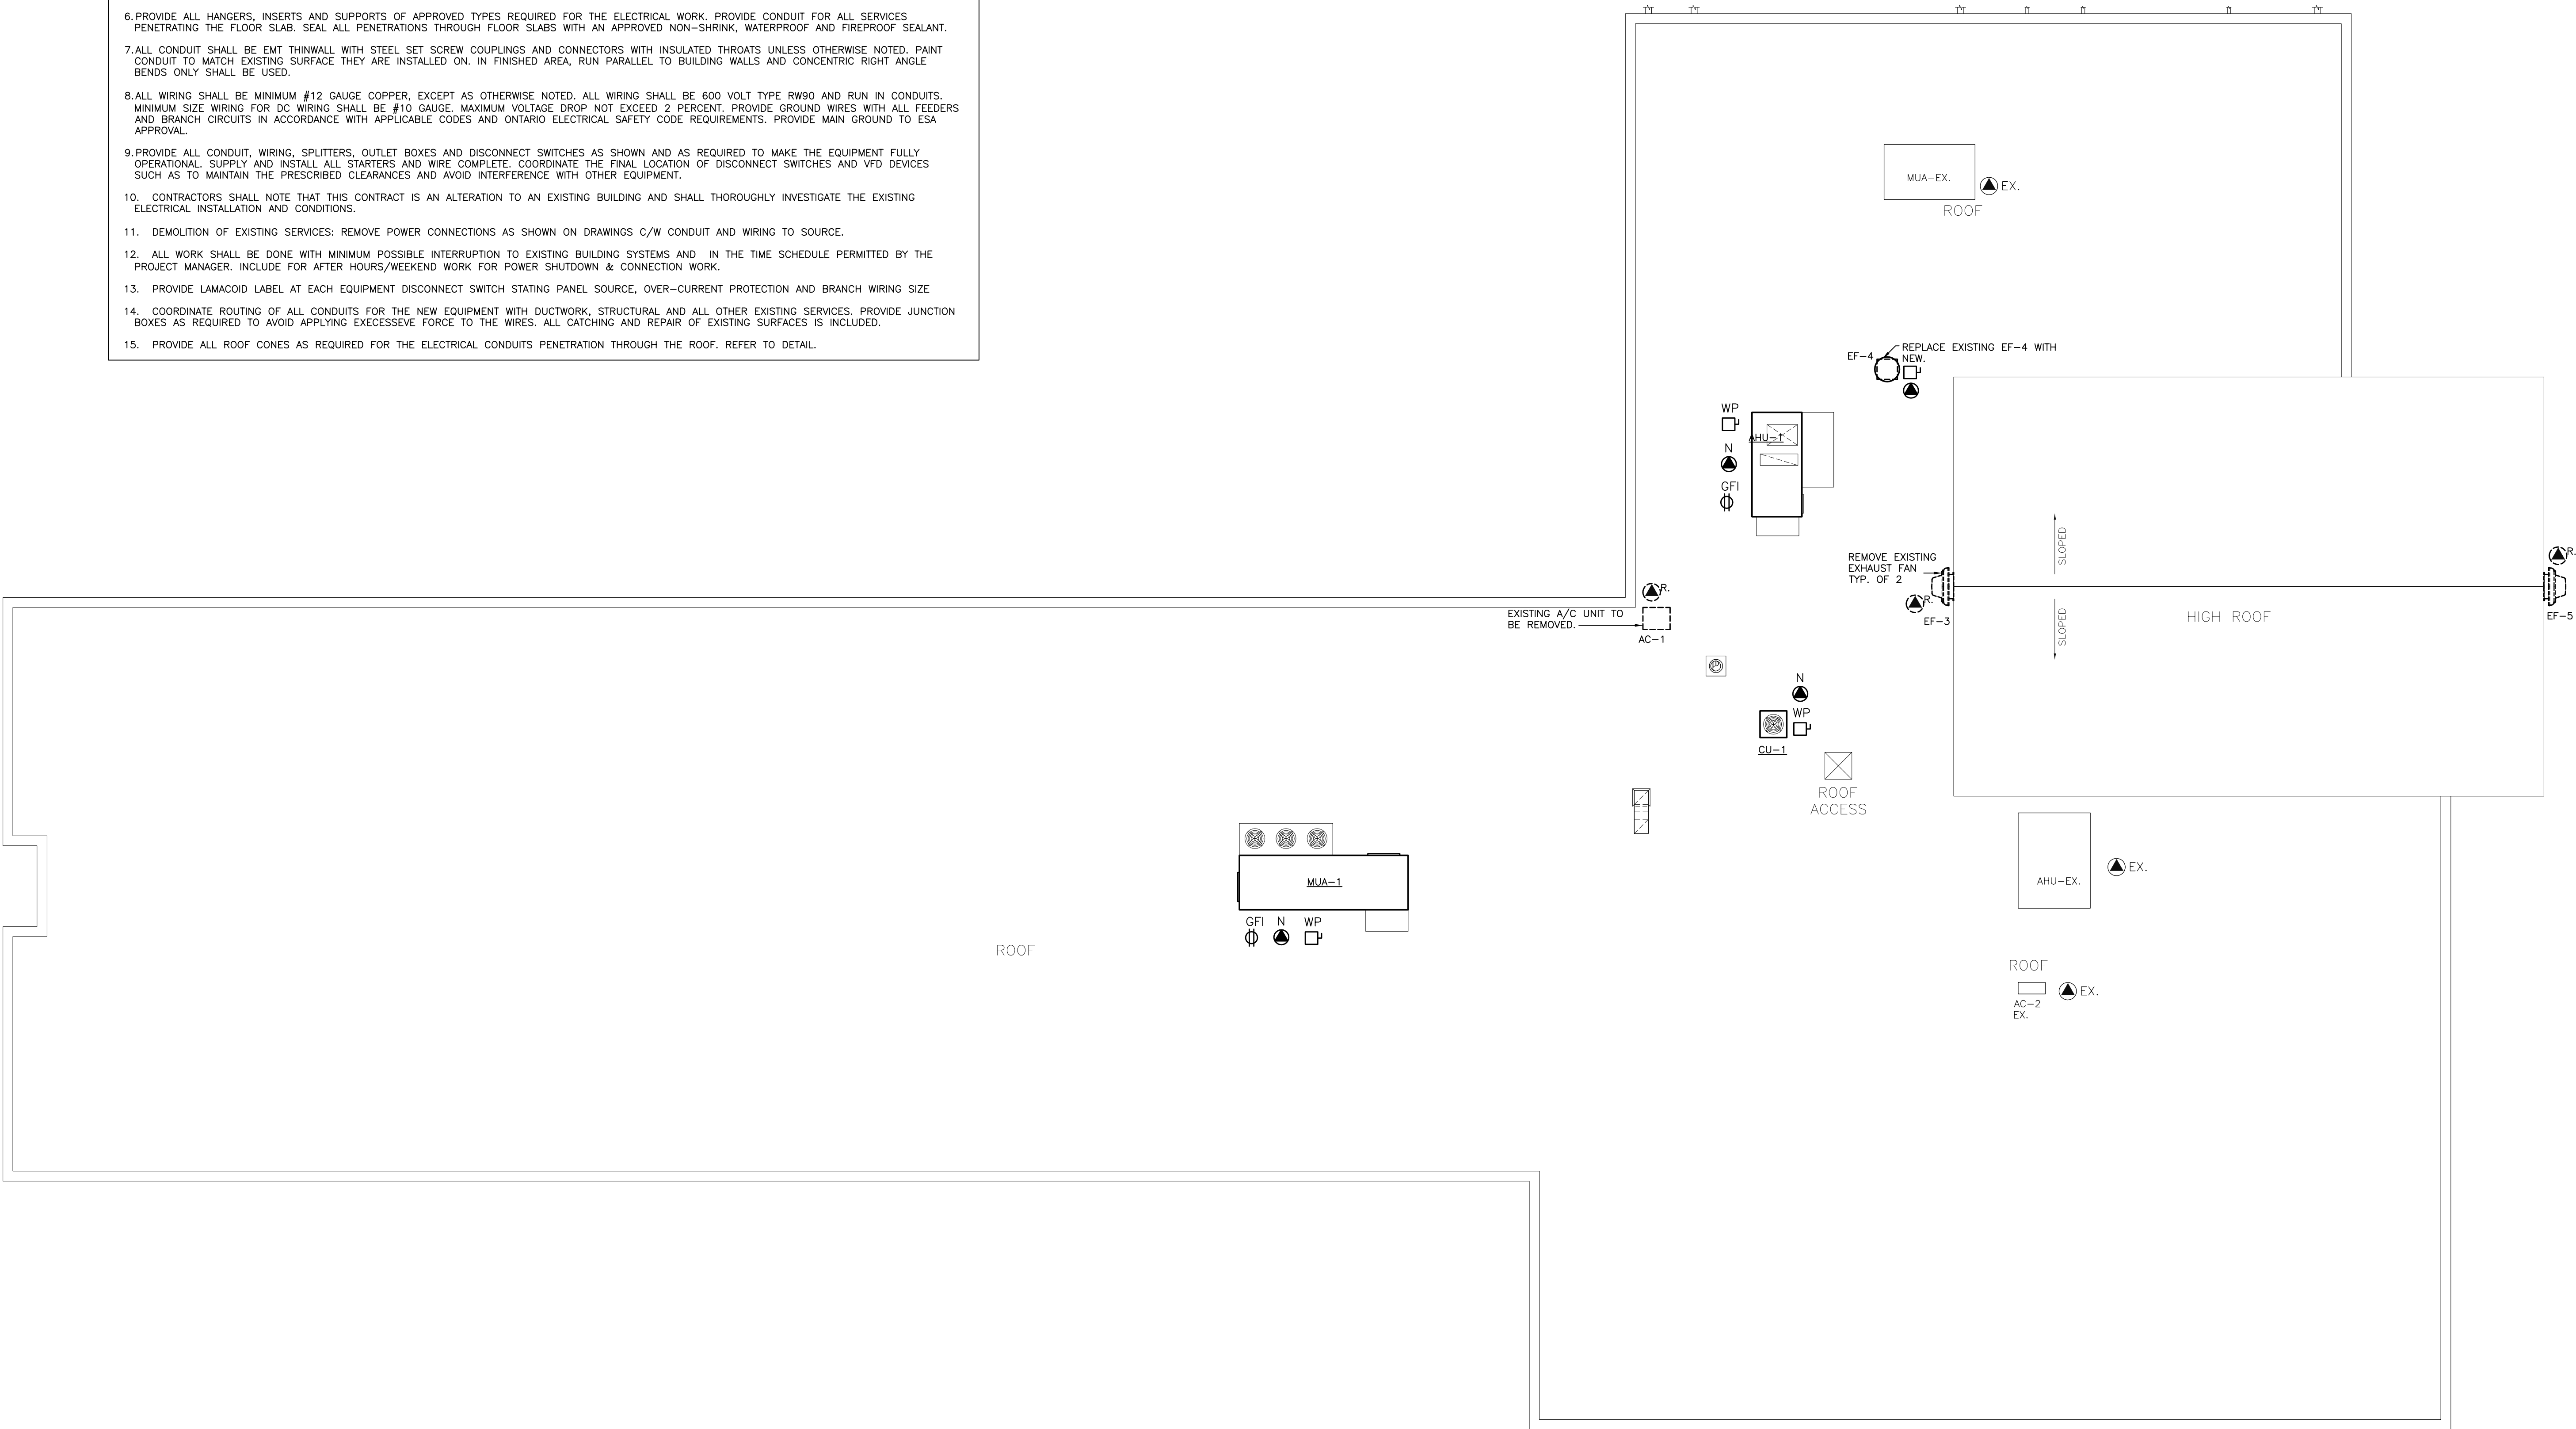 6.PROVIDE ALL HANGERS, INSERTS AND SUPPORTS OF APPROVED TYPES REQUIRED FOR THE ELECTRICAL WORK. PROVIDE CONDUIT FOR ALL SERVICES
PENETRATING THE FLOOR SLAB. SEAL ALL PENETRATIONS THROUGH FLOOR SLABS WITH AN APPROVED NON-SHRINK, WATERPROOF AND FIREPROOF SEALANT.
7.ALL CONDUIT SHALL BE EMT THINWALL WITH STEEL SET SCREW COUPLINGS AND CONNECTORS WITH INSULATED THROATS UNLESS OTHERWISE NOTED. PAINT
CONDUIT TO MATCH EXISTING SURFACE THEY ARE INSTALLED ON. IN FINISHED AREA, RUN PARALLEL TO BUILDING WALLS AND CONCENTRIC RIGHT ANGLE
BENDS ONLY SHALL BE USED.
8.ALL WIRING SHALL BE MINIMUM #12 GAUGE COPPER, EXCEPT AS OTHERWISE NOTED. ALL WIRING SHALL BE 600 VOLT TYPE RW90 AND RUN IN CONDUITS.
MINIMUM SIZE WIRING FOR DC WIRING SHALL BE #10 GAUGE. MAXIMUM VOLTAGE DROP NOT EXCEED 2 PERCENT. PROVIDE GROUND WIRES WITH ALL FEEDERS
AND BRANCH CIRCUITS IN ACCORDANCE WITH APPLICABLE CODES AND ONTARIO ELECTRICAL SAFETY CODE REQUIREMENTS. PROVIDE MAIN GROUND TO ESA
APPROVAL.
9.PROVIDE ALL CONDUIT, WIRING, SPLITTERS, OUTLET BOXES AND DISCONNECT SWITCHES AS SHOWN AND AS REQUIRED TO MAKE THE EQUIPMENT FULLY
OPERATIONAL. SUPPLY AND INSTALL ALL STARTERS AND WIRE COMPLETE. COORDINATE THE FINAL LOCATION OF DISCONNECT SWITCHES AND VFD DEVICES
SUCH AS TO MAINTAIN THE PRESCRIBED CLEARANCES AND AVOID INTERFERENCE WITH OTHER EQUIPMENT.
10. CONTRACTORS SHALL NOTE THAT THIS CONTRACT IS AN ALTERATION TO AN EXISTING BUILDING AND SHALL THOROUGHLY INVESTIGATE THE EXISTING
ELECTRICAL INSTALLATION AND CONDITIONS.
11. DEMOLITION OF EXISTING SERVICES: REMOVE POWER CONNECTIONS AS SHOWN ON DRAWINGS C/W CONDUIT AND WIRING TO SOURCE.
12. ALL WORK SHALL BE DONE WITH MINIMUM POSSIBLE INTERRUPTION TO EXISTING BUILDING SYSTEMS AND IN THE TIME SCHEDULE PERMITTED BY THE
PROJECT MANAGER. INCLUDE FOR AFTER HOURS/WEEKEND WORK FOR POWER SHUTDOWN & CONNECTION WORK.
13. PROVIDE LAMACOID LABEL AT EACH EQUIPMENT DISCONNECT SWITCH STATING PANEL SOURCE, OVER-CURRENT PROTECTION AND BRANCH WIRING SIZE
14. COORDINATE ROUTING OF ALL CONDUITS FOR THE NEW EQUIPMENT WITH DUCTWORK, STRUCTURAL AND ALL OTHER EXISTING SERVICES. PROVIDE JUNCTION
BOXES AS REQUIRED TO AVOID APPLYING EXECESSEVE FORCE TO THE WIRES. ALL CATCHING AND REPAIR OF EXISTING SURFACES IS INCLUDED.
15. PROVIDE ALL ROOF CONES AS REQUIRED FOR THE ELECTRICAL CONDUITS PENETRATION THROUGH THE ROOF. REFER TO DETAIL.
MUA-EX.
EX.
ROOF
EF-4
REPLACE EXISTING EF-4 WITH
NEW.
WP
AHU-1
N
GFI
SLOPED
REMOVE EXISTING
EXHAUST FAN
TYP. OF 2
R.
EF-3
R.
EF-5
HIGH ROOF
SLOPED
R.
EXISTING A/C UNIT TO
BE REMOVED.
AC-1
N
WP
CU-1
ROOF
ACCESS
MUA-1
GFI N WP
ROOF
AHU-EX.
EX.
ROOF
AC-2
EX.
EX.